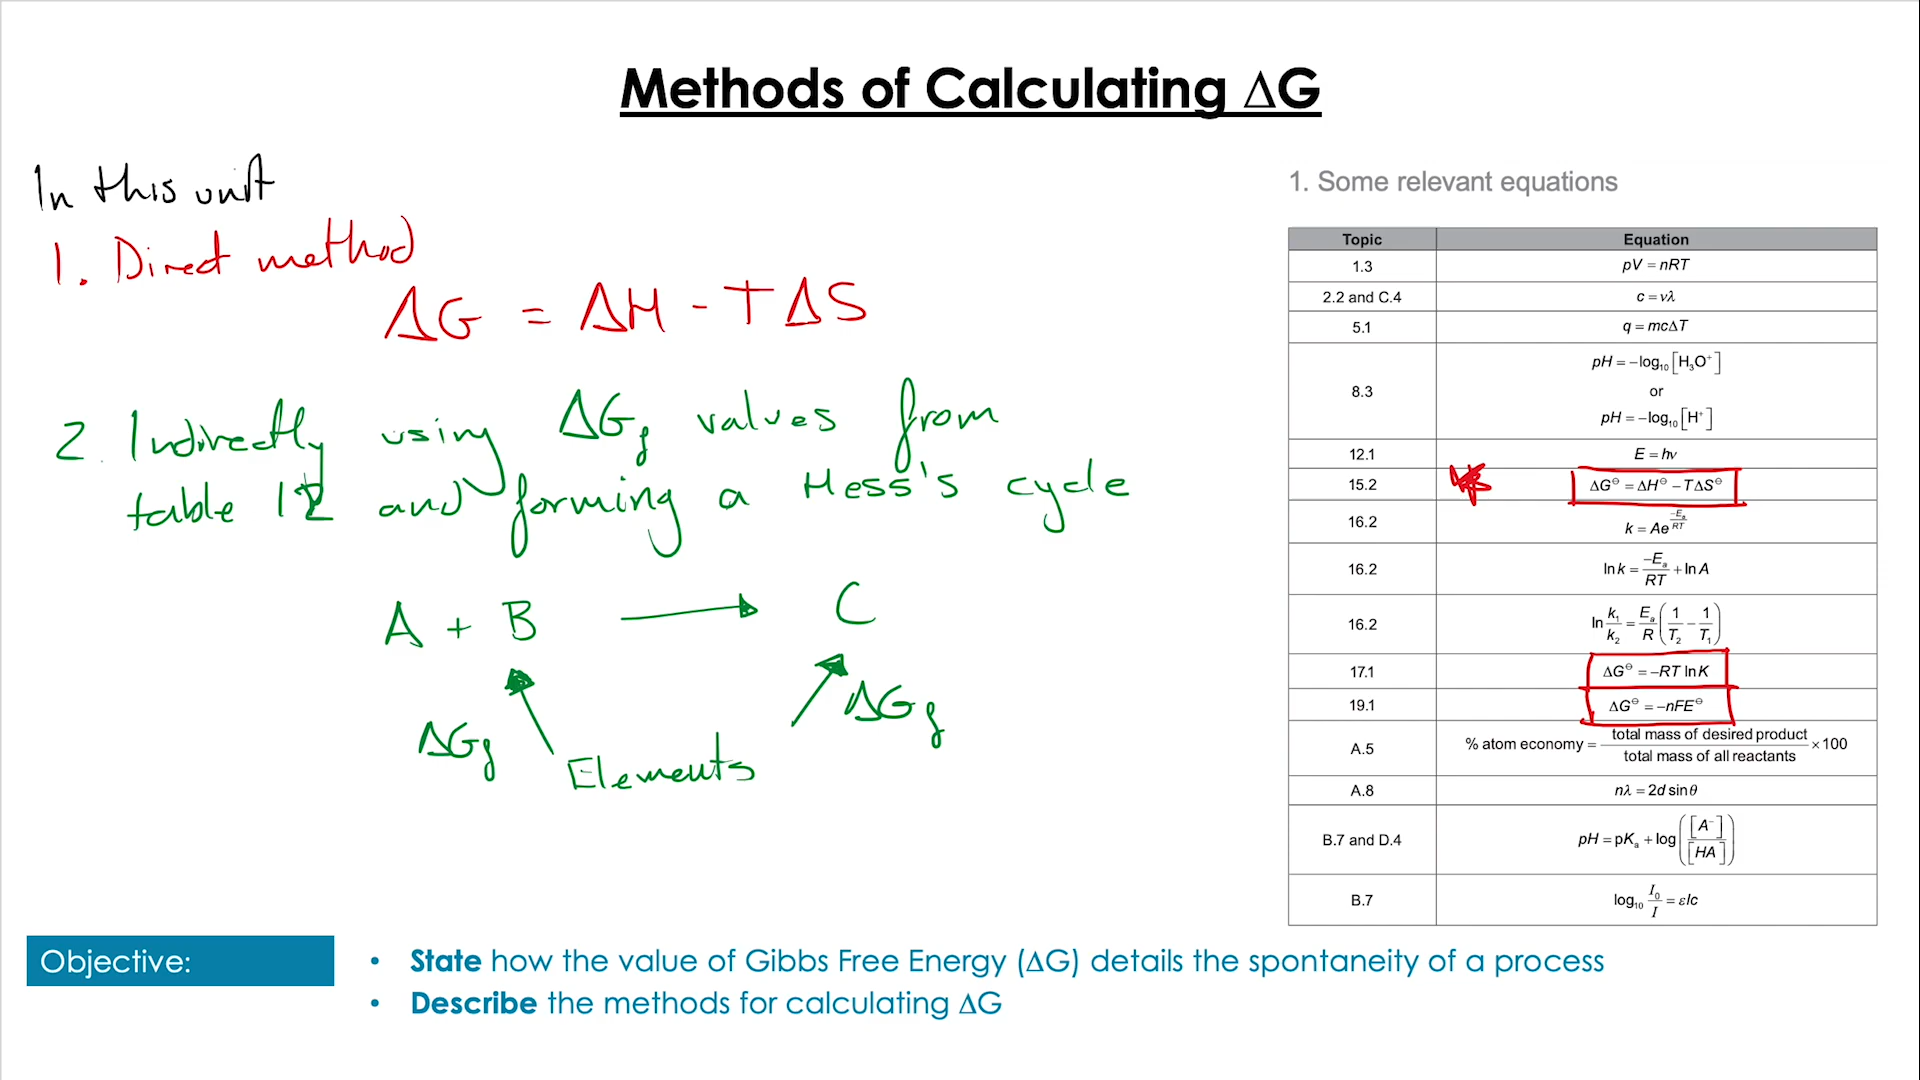 Methods of Calculating ΔG
In this unit
1. Direct method
ΔG = ΔH - TΔS
2. Indirectly using ΔGf values from
table 12 and forming a Hess's cycle
A + B → C
ΔGf
ΔGf
Elements
1. Some relevant equations
Topic Equation
1.3 pV = nRT
2.2 and C.4 c = νλ
5.1 q = mcΔT
8.3 pH = −log₁₀[H₃O⁺]
or
pH = −log₁₀[H⁺]
12.1 E = hν
15.2 ΔG⊖ = ΔH⊖ − TΔS⊖
16.2 k = Ae^(−Eₐ/RT)
16.2 ln k = −Eₐ/RT + ln A
16.2 ln k₁/k₂ = Eₐ/R (1/T₂ − 1/T₁)
17.1 ΔG⊖ = −RT ln K
19.1 ΔG⊖ = −nFE⊖
A.5 % atom economy = total mass of desired product / total mass of all reactants × 100
A.8 nλ = 2d sinθ
B.7 and D.4 pH = pKₐ + log([A⁻]/[HA])
B.7 log₁₀ I₀/I = εlc
Objective:
• State how the value of Gibbs Free Energy (ΔG) details the spontaneity of a process
• Describe the methods for calculating ΔG